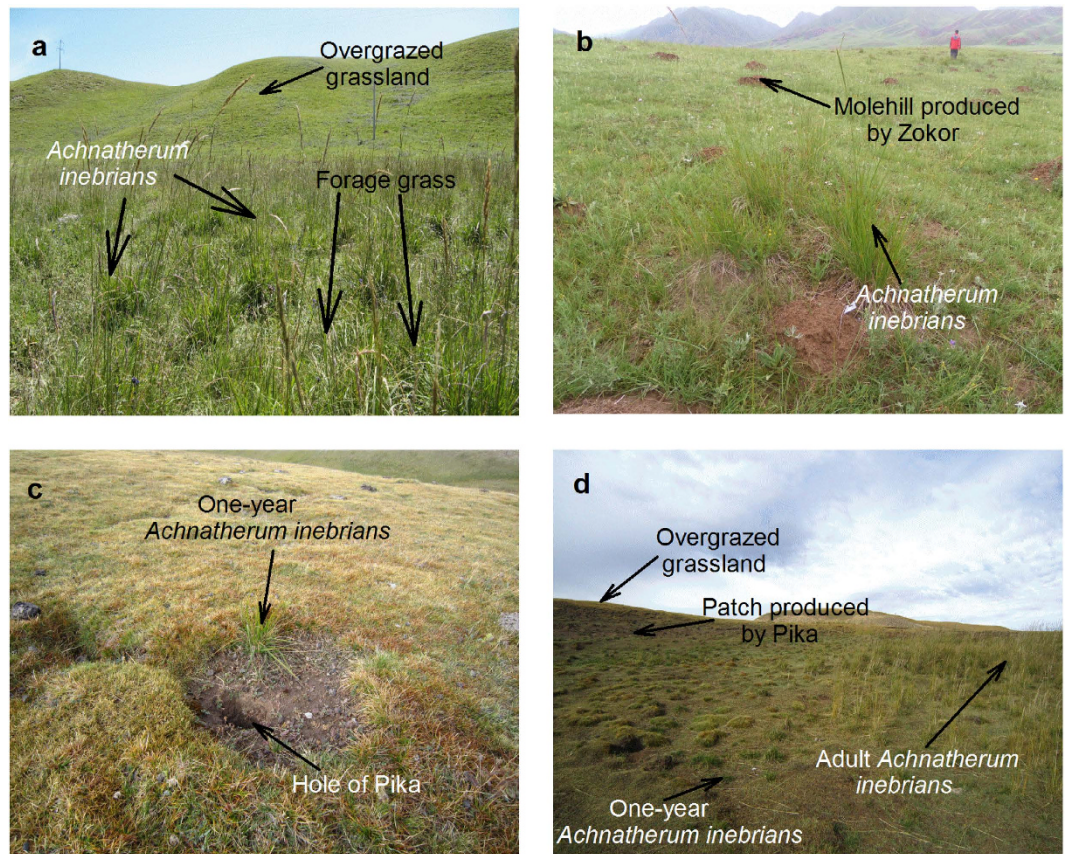 a
Overgrazed
grassland
Achnatherum
inebrians
Forage grass
b
Molehill produced
by Zokor
Achnatherum
inebrians
c
One-year
Achnatherum inebrians
Hole of Pika
d
Overgrazed
grassland
Patch produced
by Pika
Adult Achnatherum
inebrians
One-year
Achnatherum inebrians